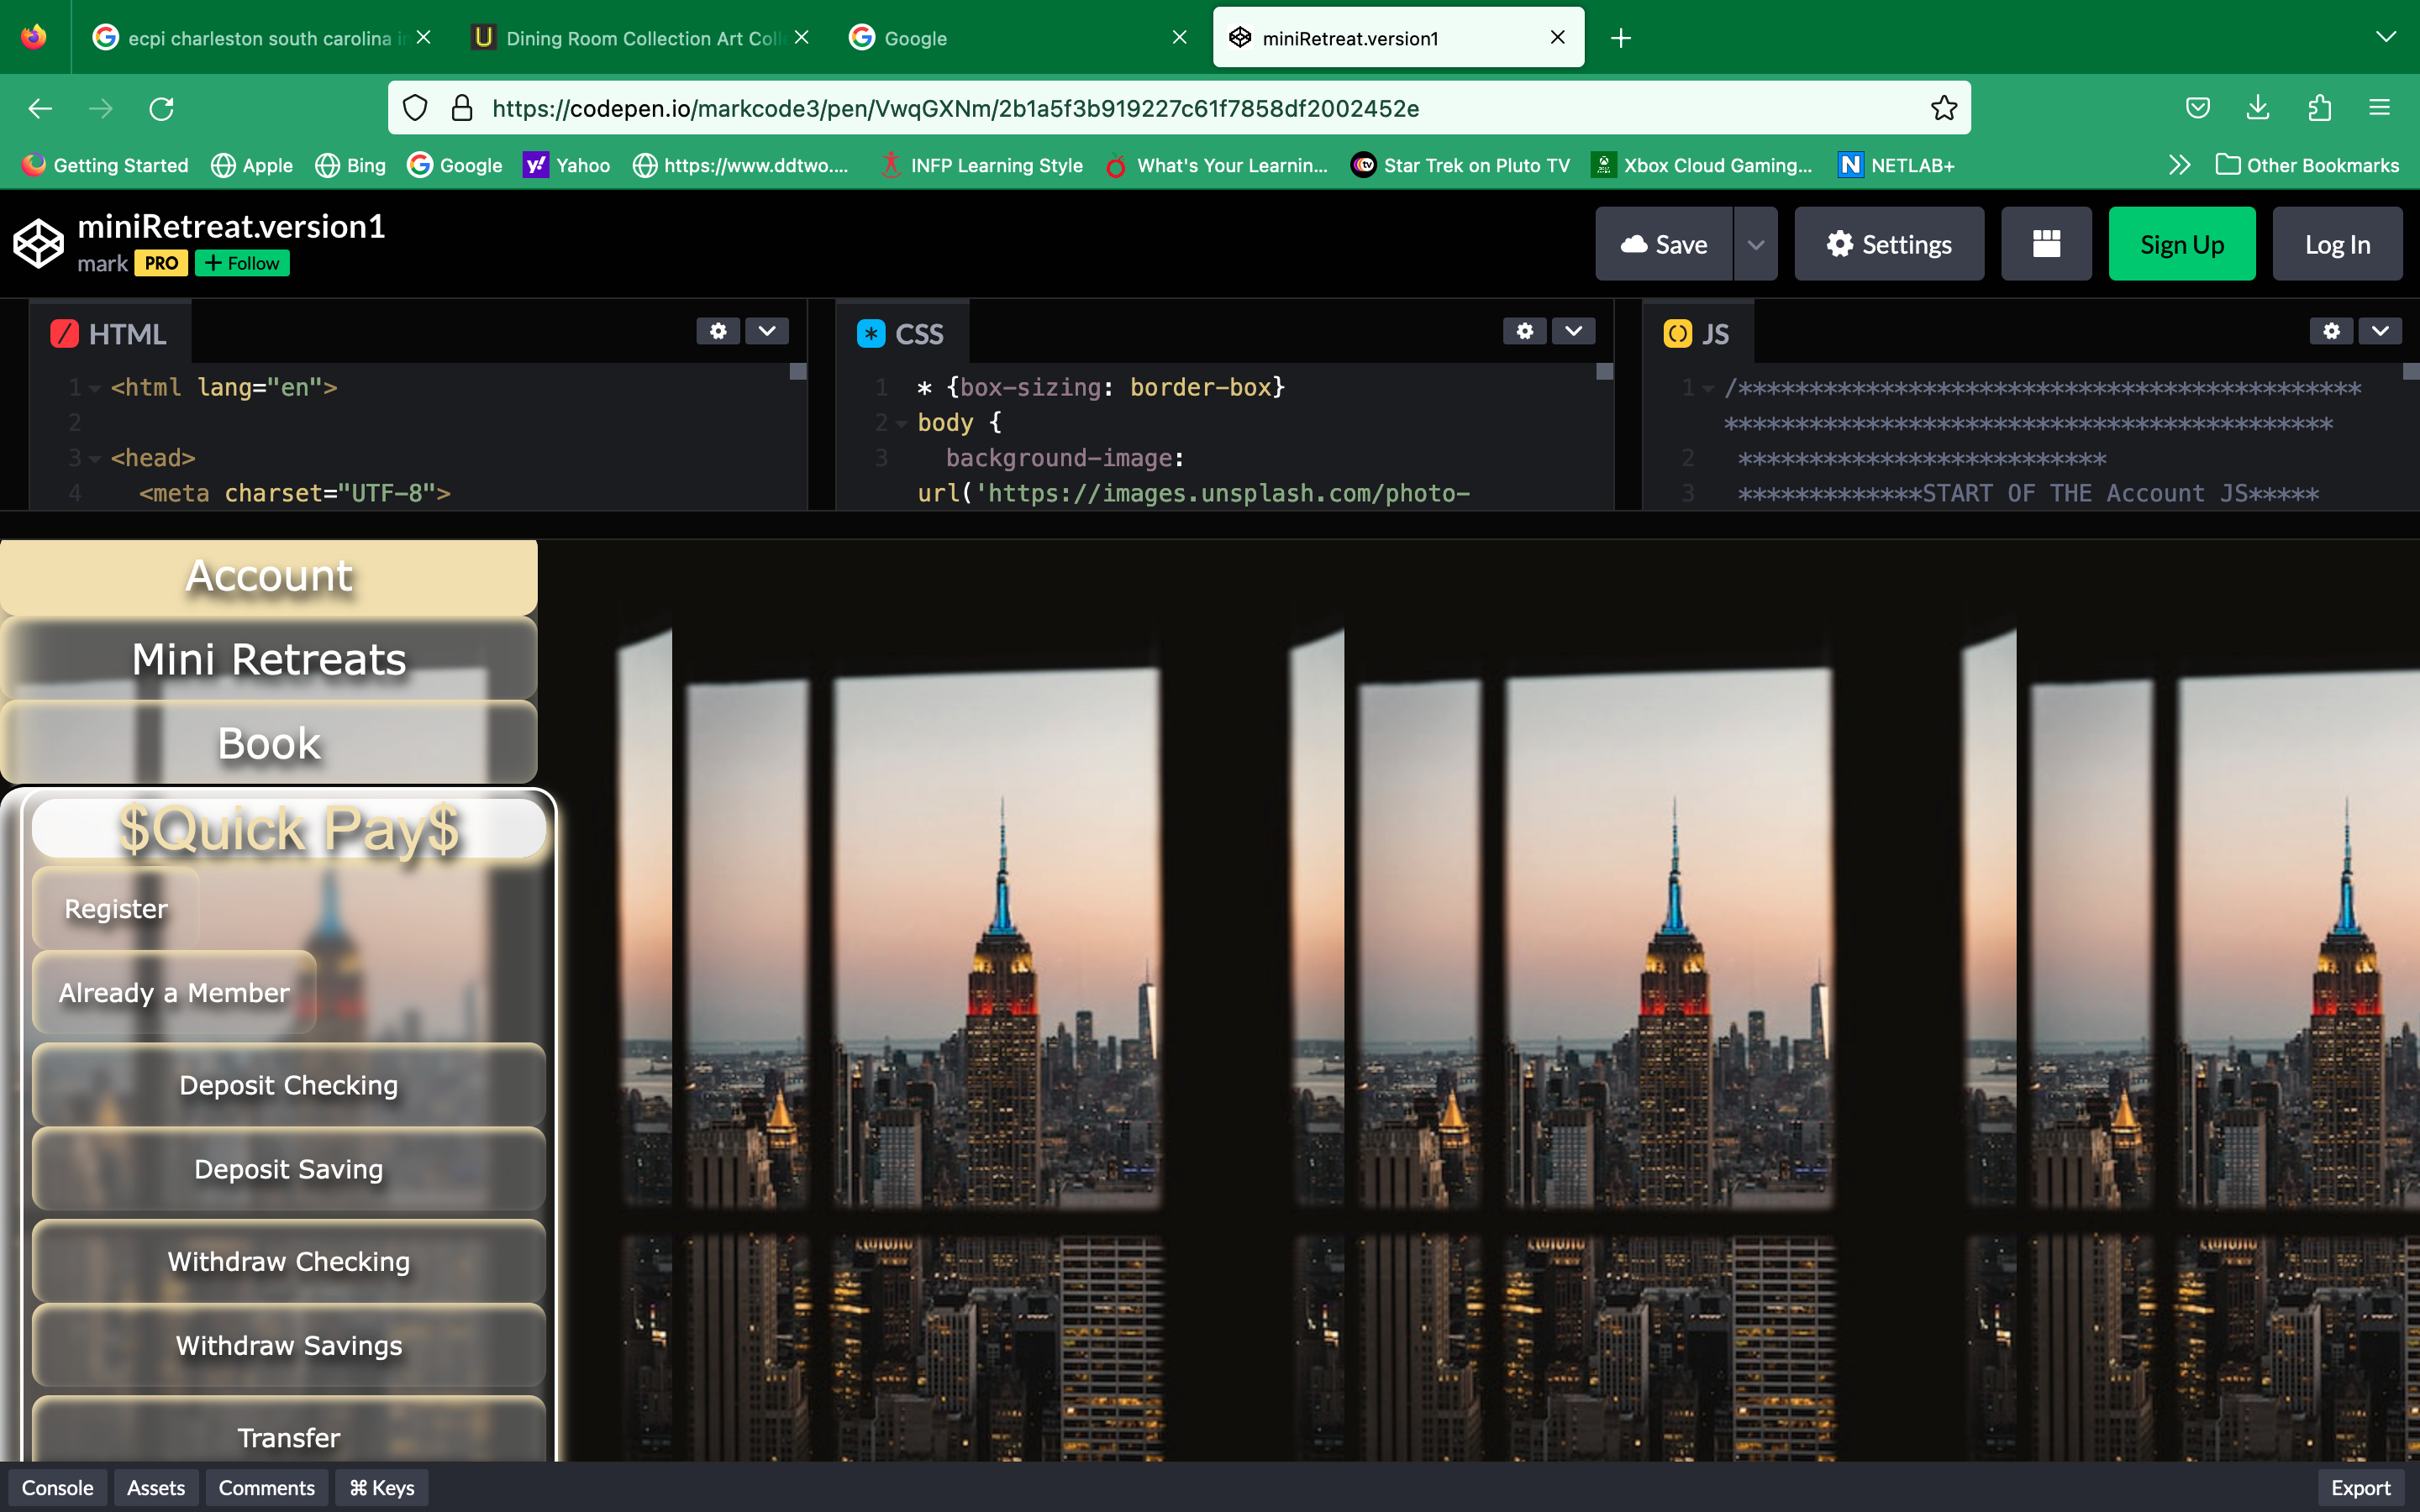 ecpi charleston south carolina
Dining Room Collection Art Coll
Google
miniRetreat.version1
https://codepen.io/markcode3/pen/VwqGXNm/2b1a5f3b919227c61f7858df2002452e
Getting Started
Apple
Bing
Google
Yahoo
https://www.ddtwo....
INFP Learning Style
What's Your Learnin...
Star Trek on Pluto TV
Xbox Cloud Gaming...
NETLAB+
Other Bookmarks
miniRetreat.version1
mark PRO + Follow
Save
Settings
Sign Up
Log In
HTML
1 <html lang="en">
2
3 <head>
4 <meta charset="UTF-8">
CSS
1 * {box-sizing: border-box}
2 body {
3 background-image:
url('https://images.unsplash.com/photo-
JS
1 /********************************************
*******************************************
2 **************************
3 *************START OF THE Account JS*****
Account
Mini Retreats
Book
$Quick Pay$
Register
Already a Member
Deposit Checking
Deposit Saving
Withdraw Checking
Withdraw Savings
Transfer
Console
Assets
Comments
⌘ Keys
Export